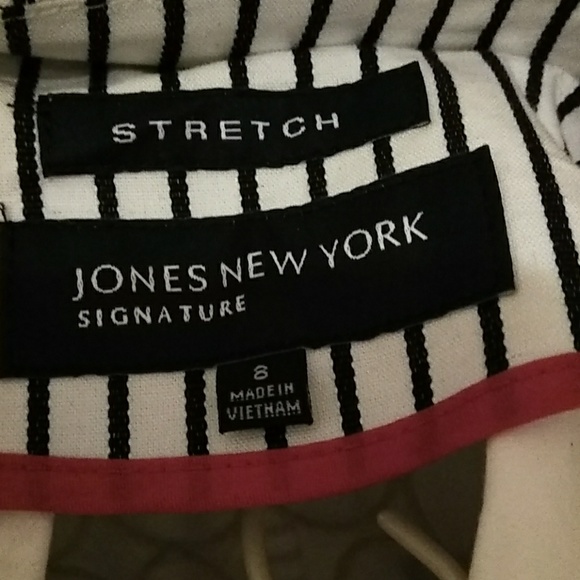 STRETCH
JONES NEW YORK
SIGNATURE
8
MADE IN
VIETNAM